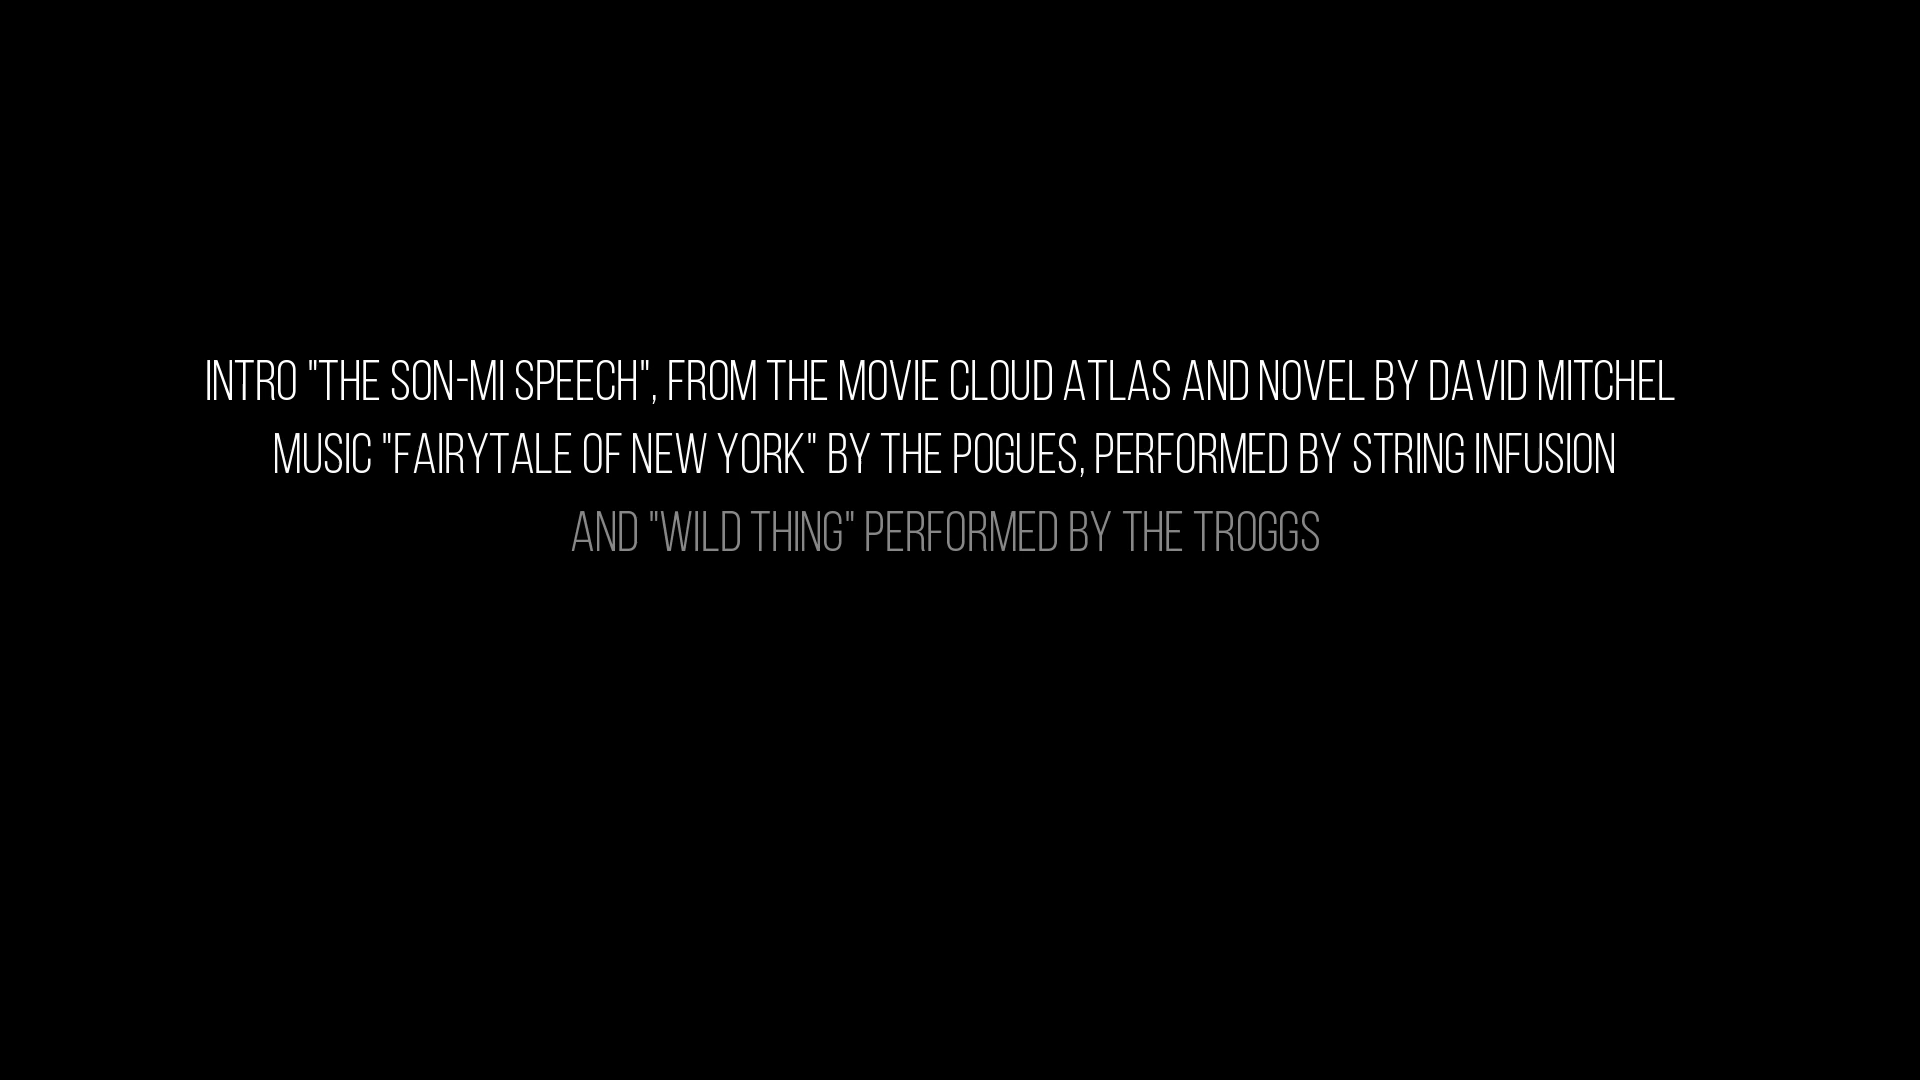 INTRO "THE SON-MI SPEECH", FROM THE MOVIE CLOUD ATLAS AND NOVEL BY DAVID MITCHEL
MUSIC "FAIRYTALE OF NEW YORK" BY THE POGUES, PERFORMED BY STRING INFUSION
AND "WILD THING" PERFORMED BY THE TROGGS